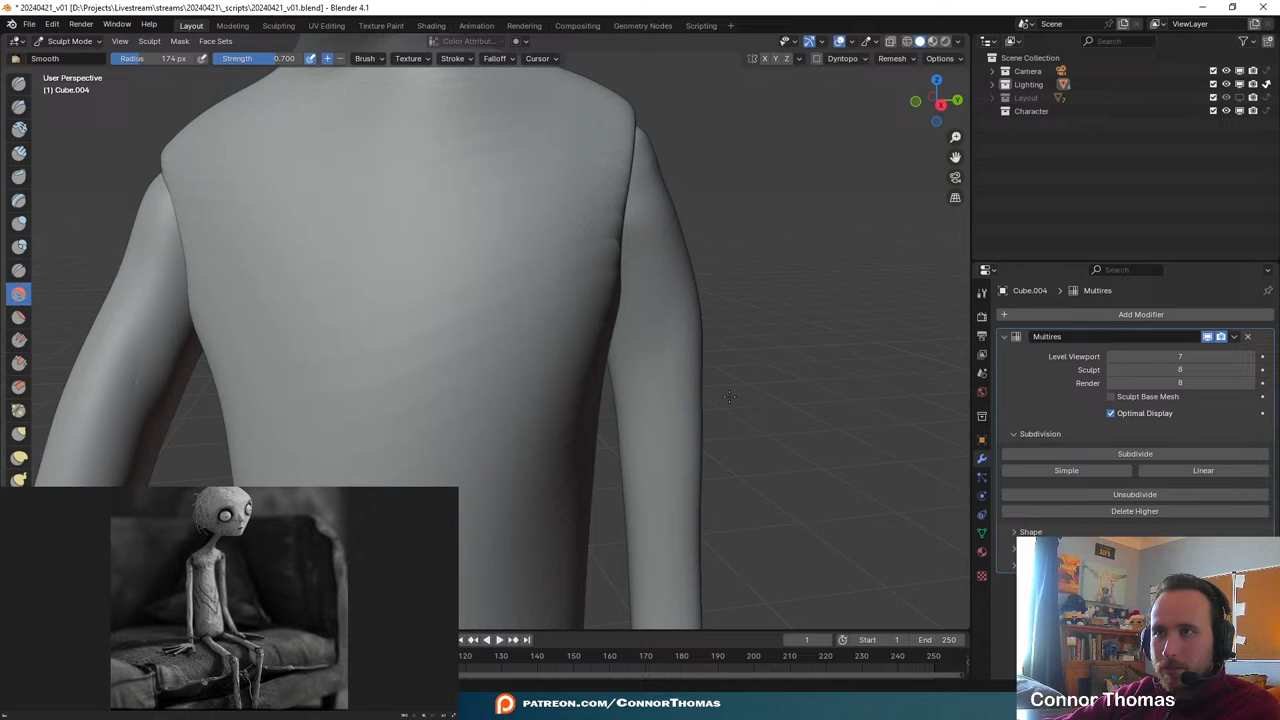 * 20240421_v01 [D:\Projects\Livestream\streams\20240421\_scripts\20240421_v01.blend] - Blender 4.1
File Edit Render Window Help Layout Modeling Sculpting UV Editing Texture Paint Shading Animation Rendering Compositing Geometry Nodes Scripting + Scene ViewLayer
Sculpt Mode View Sculpt Mask Face Sets Color Attribut... Search
Smooth Radius 174 px Strength 0.700 Brush Texture Stroke Falloff Cursor X Y Z Dyntopo Remesh Options
User Perspective
(1) Cube.004
Z
Y
X
Scene Collection
Camera
Lighting
Layout 7
Character
Search
Cube.004 > Multires
+ Add Modifier
Multires
Level Viewport 7
Sculpt 8
Render 8
Sculpt Base Mesh
Optimal Display
Subdivision
Subdivide
Simple Linear
Unsubdivide
Delete Higher
Shape
1 Start 1 End 250
120 130 140 150 160 170 180 190 200 210 220 230 240 250
PATREON.COM/CONNORTHOMAS
Connor Thomas